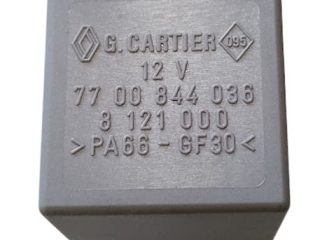 G. CARTIER 095
12 V
77 00 844 036
8 121 000
>PA66-GF30<